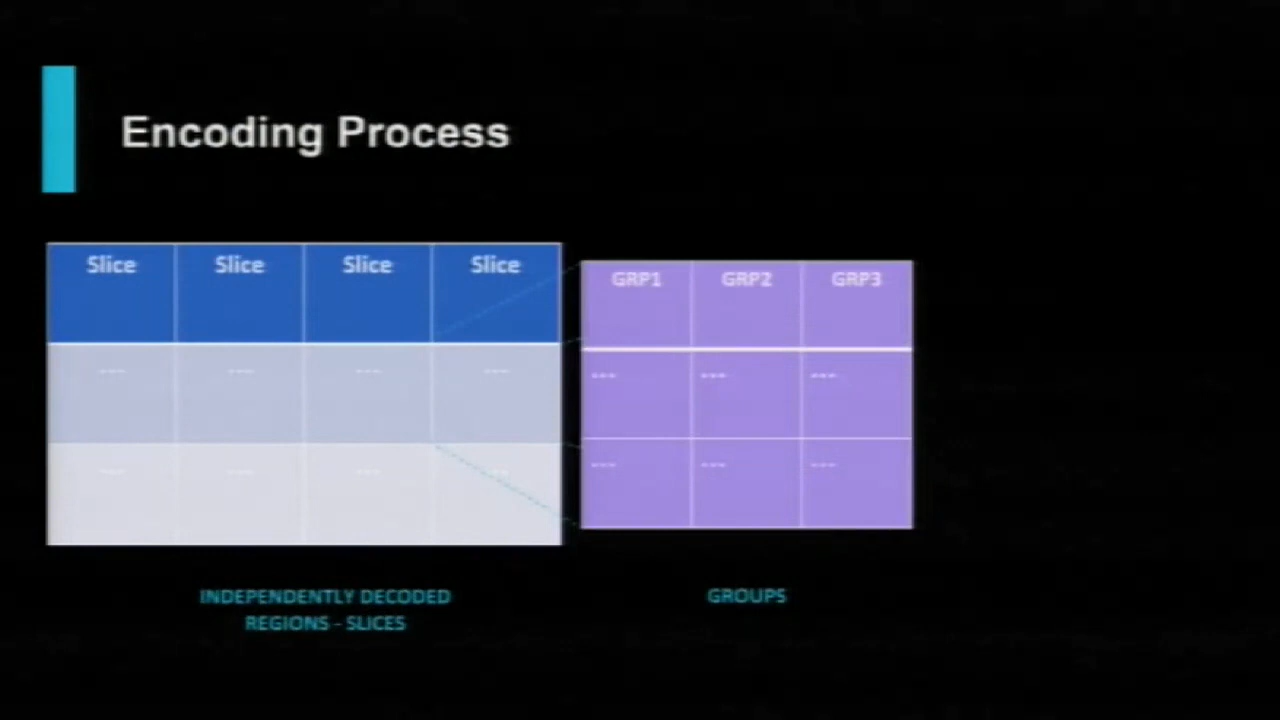 Encoding Process
Slice Slice Slice Slice
GRP1 GRP2 GRP3
--- --- --- ---
--- --- ---
--- --- --- ---
--- --- ---
INDEPENDENTLY DECODED
REGIONS - SLICES
GROUPS